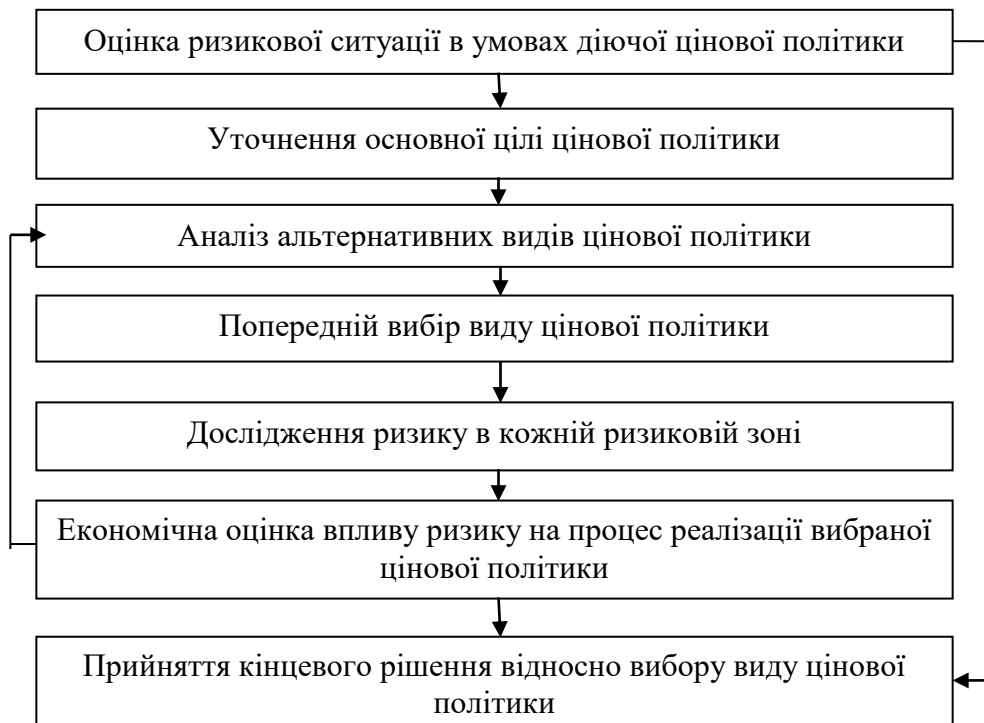 Оцінка ризикової ситуації в умовах діючої цінової політики
Уточнення основної цілі цінової політики
Аналіз альтернативних видів цінової політики
Попередній вибір виду цінової політики
Дослідження ризику в кожній ризиковій зоні
Економічна оцінка впливу ризику на процес реалізації вибраної
цінової політики
Прийняття кінцевого рішення відносно вибору виду цінової
політики